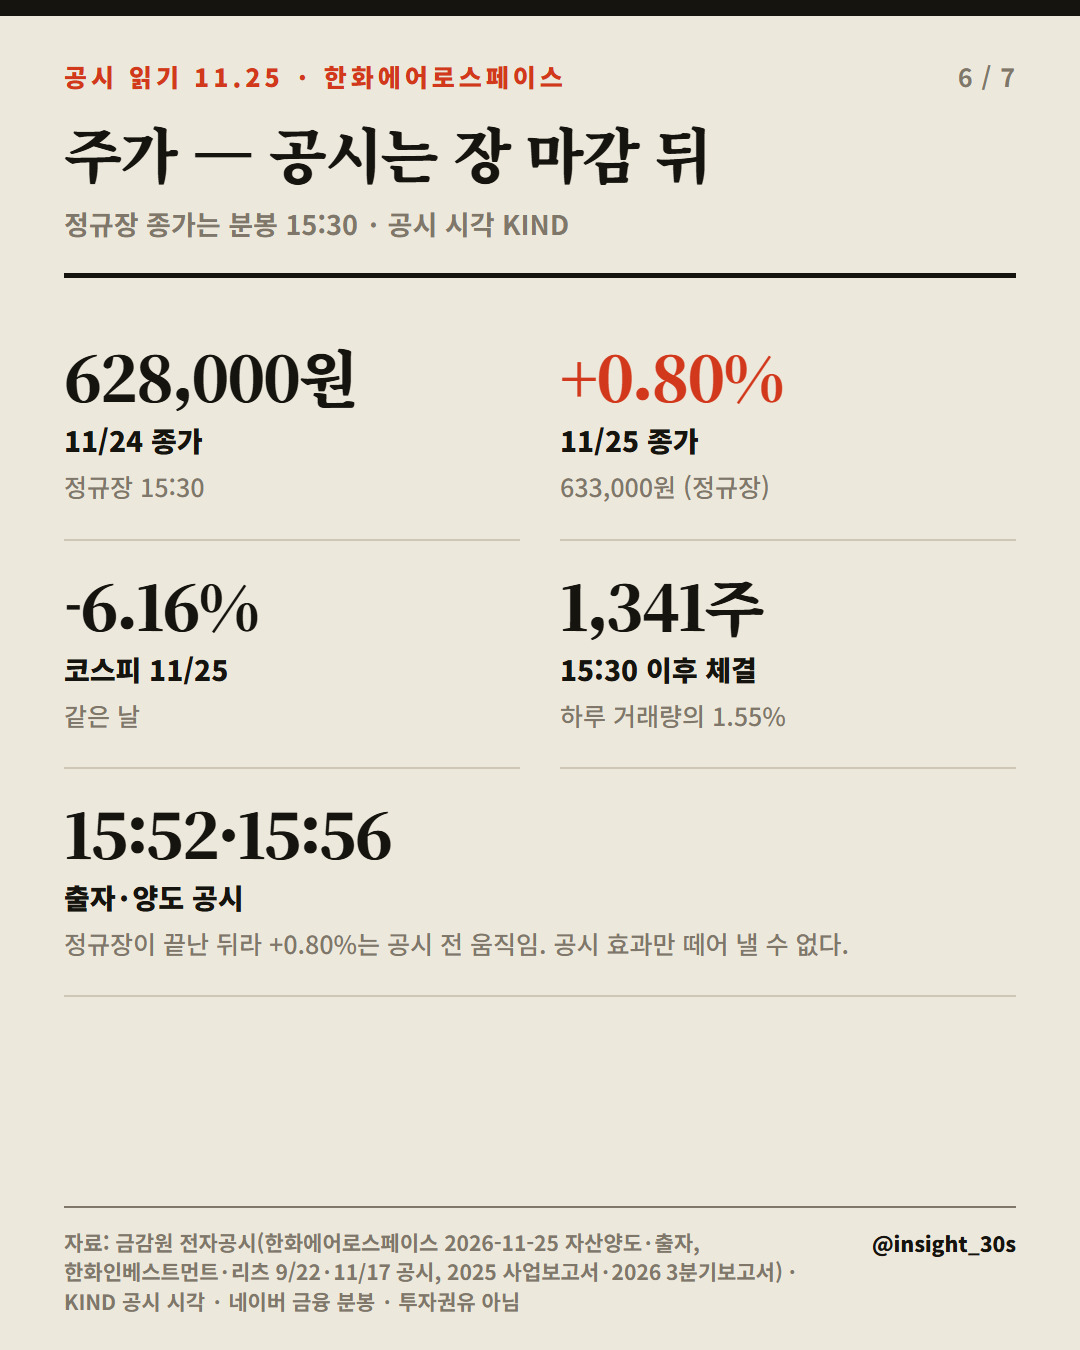 공시 읽기 11.25 · 한화에어로스페이스
6 / 7
주가 — 공시는 장 마감 뒤
정규장 종가는 분봉 15:30 · 공시 시각 KIND
628,000원
11/24 종가
정규장 15:30
+0.80%
11/25 종가
633,000원 (정규장)
-6.16%
코스피 11/25
같은 날
1,341주
15:30 이후 체결
하루 거래량의 1.55%
15:52·15:56
출자·양도 공시
정규장이 끝난 뒤라 +0.80%는 공시 전 움직임. 공시 효과만 떼어 낼 수 없다.
자료: 금감원 전자공시(한화에어로스페이스 2026-11-25 자산양도·출자,
한화인베스트먼트·리츠 9/22·11/17 공시, 2025 사업보고서·2026 3분기보고서) ·
KIND 공시 시각 · 네이버 금융 분봉 · 투자권유 아님
@insight_30s